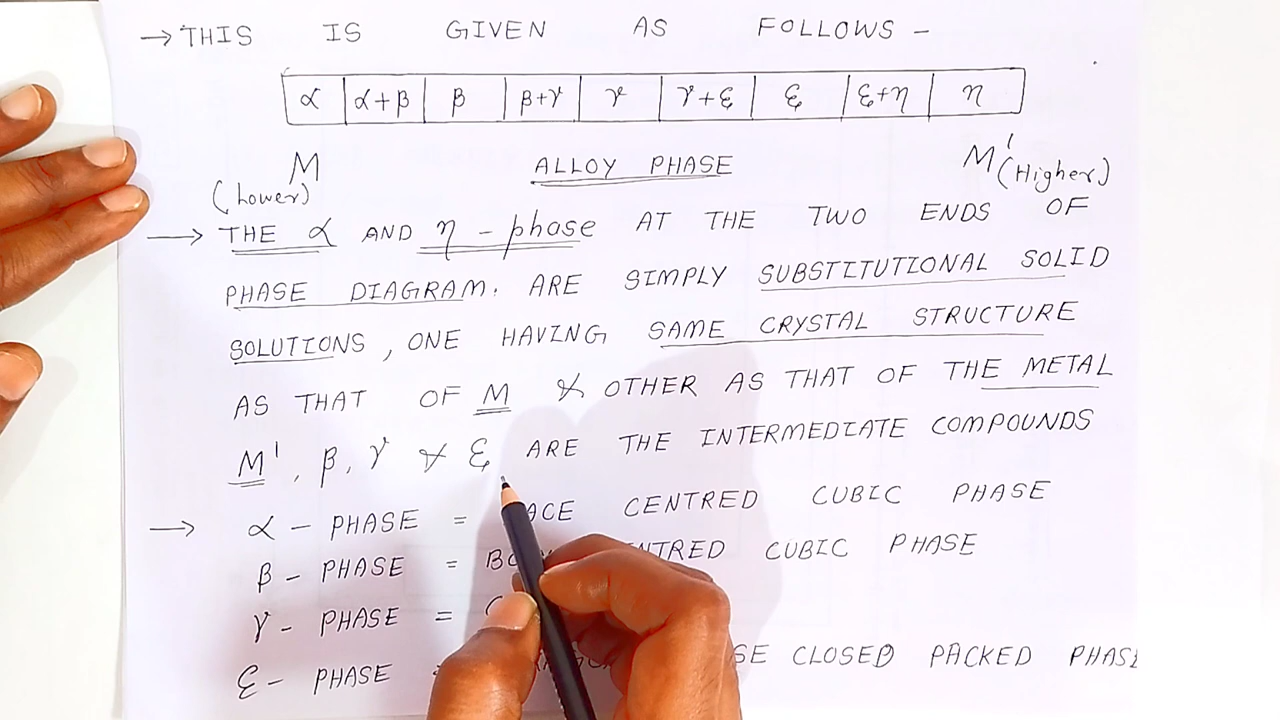 → THIS IS GIVEN AS FOLLOWS -
α | α+β | β | β+γ | γ | γ+ε | ε | ε+η | η
M ALLOY PHASE M' (Higher)
(Lower)
→ THE α AND η - phase AT THE TWO ENDS OF
PHASE DIAGRAM. ARE SIMPLY SUBSTITUTIONAL SOLID
SOLUTIONS, ONE HAVING SAME CRYSTAL STRUCTURE
AS THAT OF M & OTHER AS THAT OF THE METAL
M', β, γ & ε ARE THE INTERMEDIATE COMPOUNDS
→ α - PHASE = ACE CENTRED CUBIC PHASE
β - PHASE = BO NTRED CUBIC PHASE
γ - PHASE = C
ε - PHASE = SE CLOSED PACKED PHASE